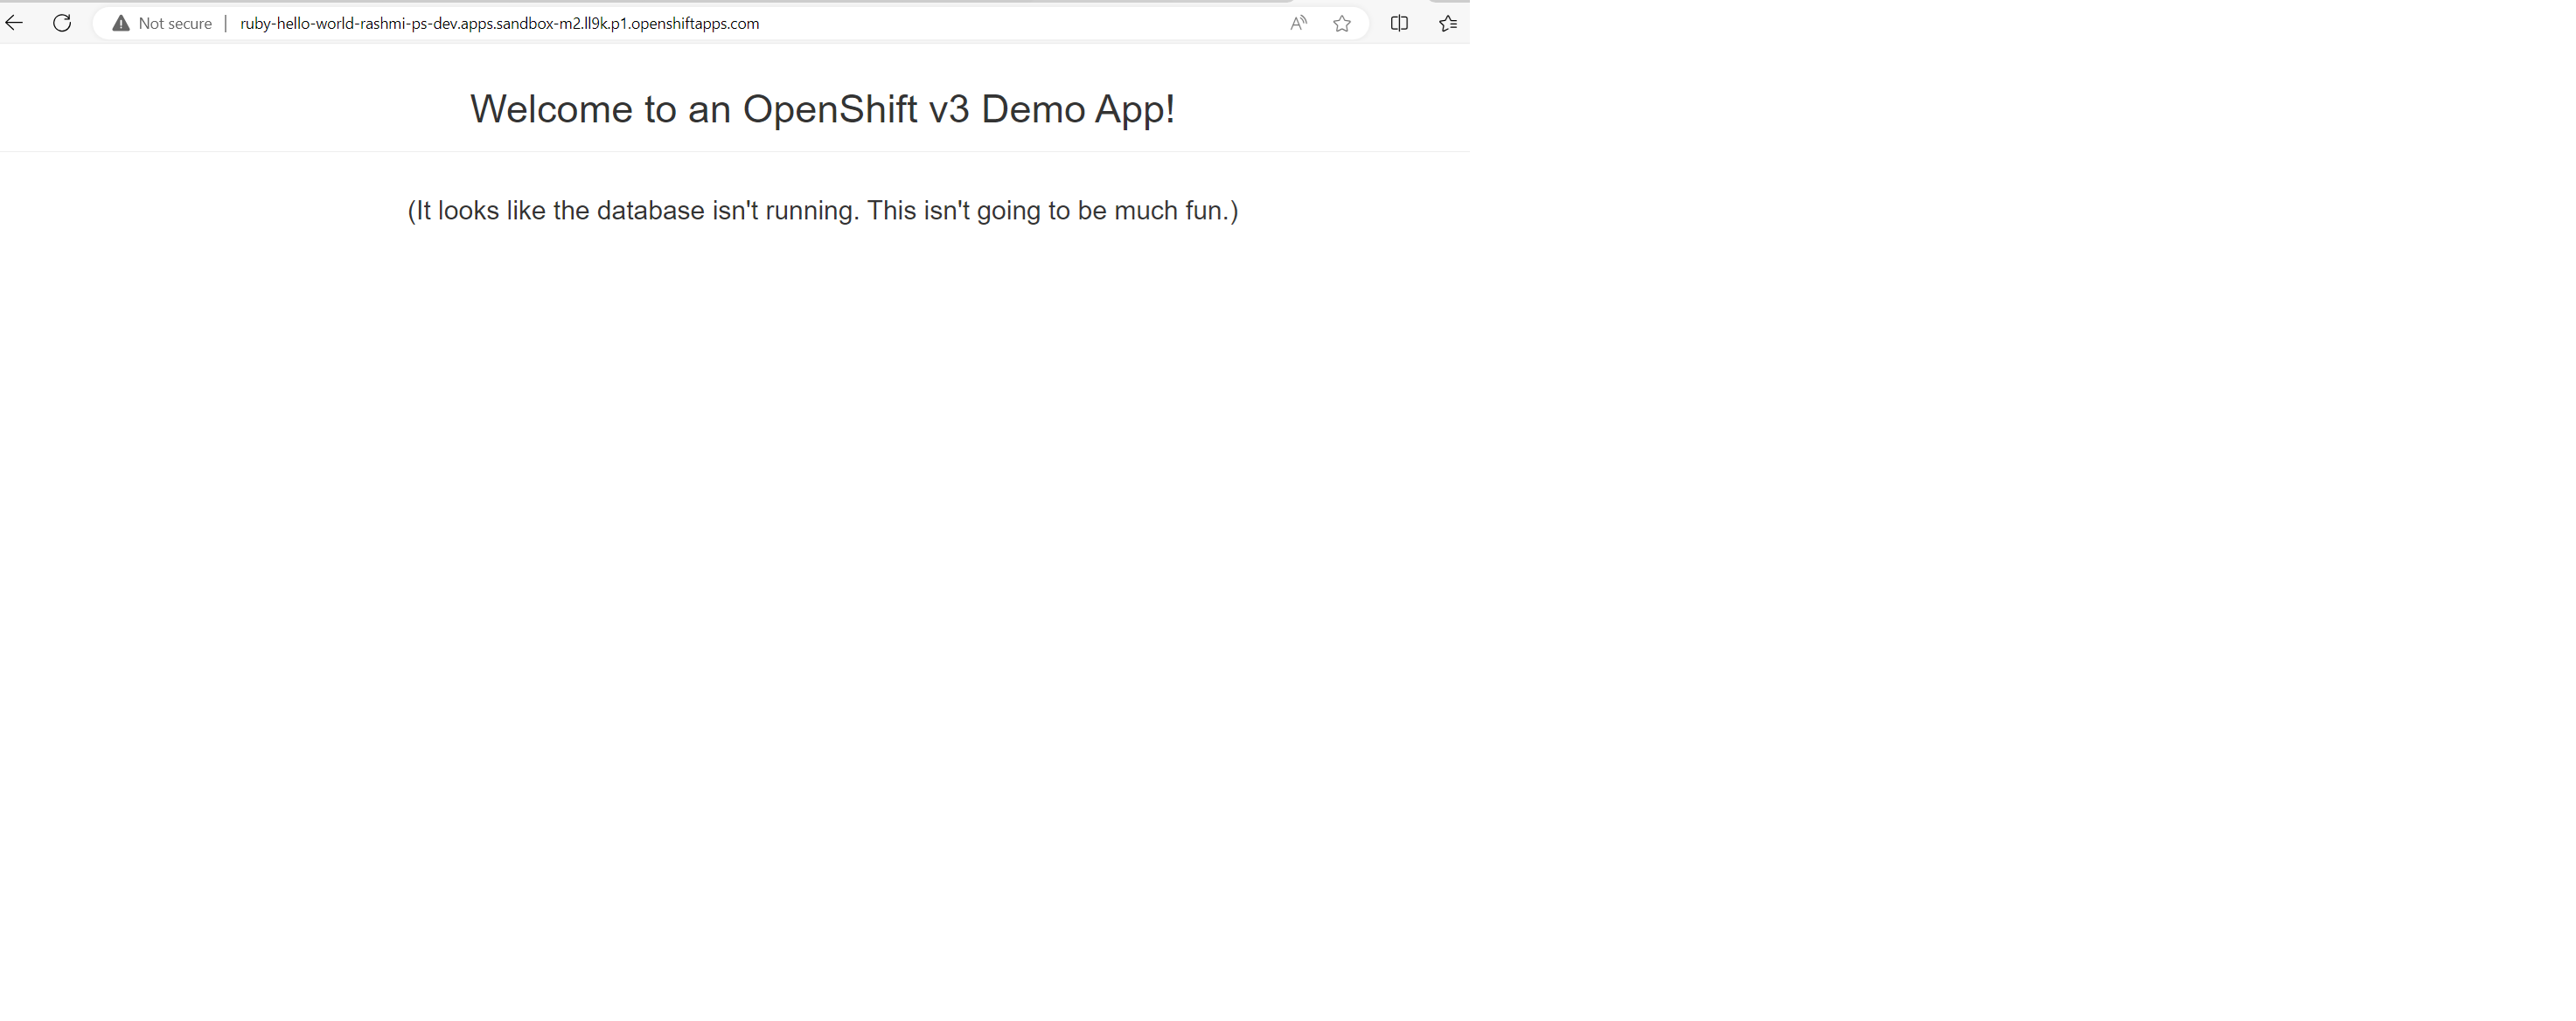 Not secure | ruby-hello-world-rashmi-ps-dev.apps.sandbox-m2.ll9k.p1.openshiftapps.com
Welcome to an OpenShift v3 Demo App!
(It looks like the database isn't running. This isn't going to be much fun.)